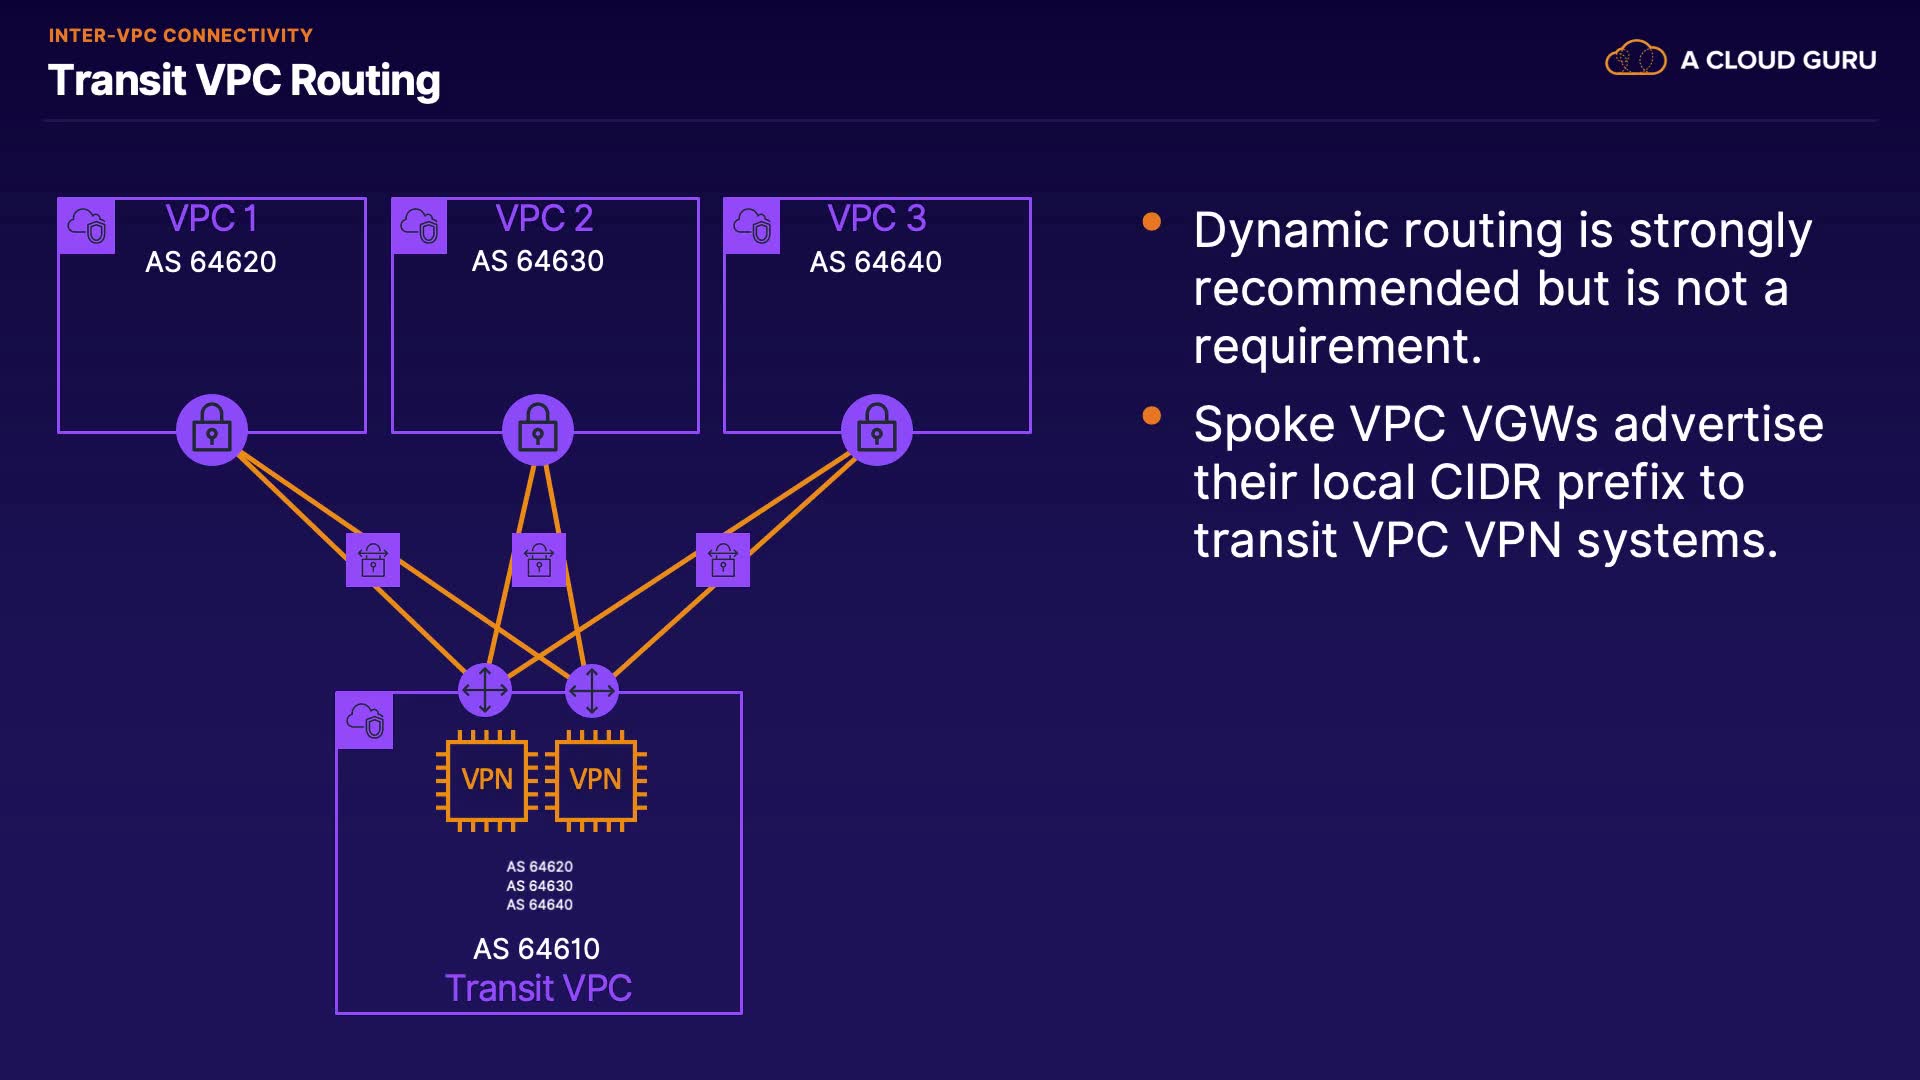 INTER-VPC CONNECTIVITY
Transit VPC Routing
A CLOUD GURU
VPC 1
AS 64620
VPC 2
AS 64630
VPC 3
AS 64640
VPN
VPN
AS 64620
AS 64630
AS 64640
AS 64610
Transit VPC
Dynamic routing is strongly
recommended but is not a
requirement.
Spoke VPC VGWs advertise
their local CIDR prefix to
transit VPC VPN systems.